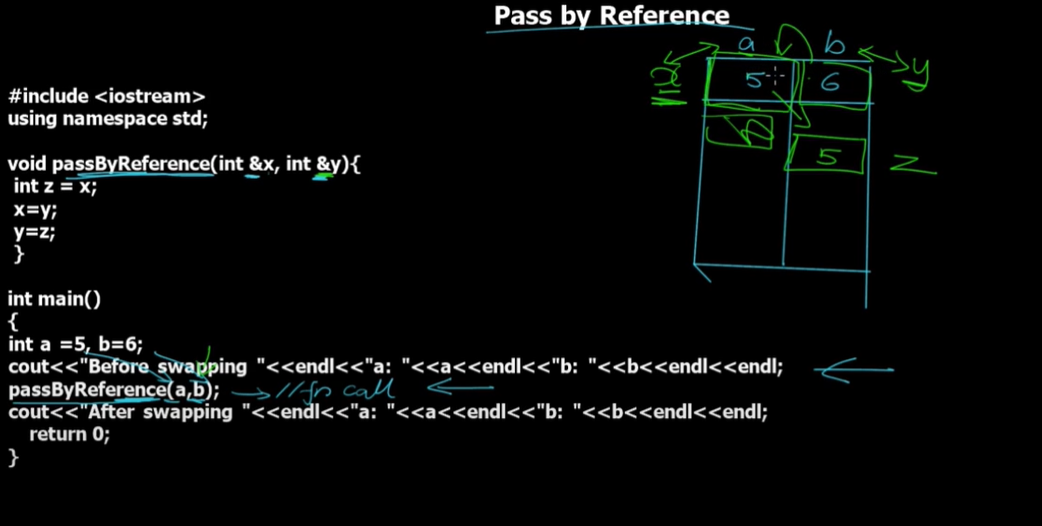 Pass by Reference
a b
x 5 6 y
5 z
#include <iostream>
using namespace std;
void passByReference(int &x, int &y){
int z = x;
x=y;
y=z;
}
int main()
{
int a =5, b=6;
cout<<"Before swapping "<<endl<<"a: "<<a<<endl<<"b: "<<b<<endl<<endl;
passByReference(a,b); //fn call
cout<<"After swapping "<<endl<<"a: "<<a<<endl<<"b: "<<b<<endl<<endl;
return 0;
}